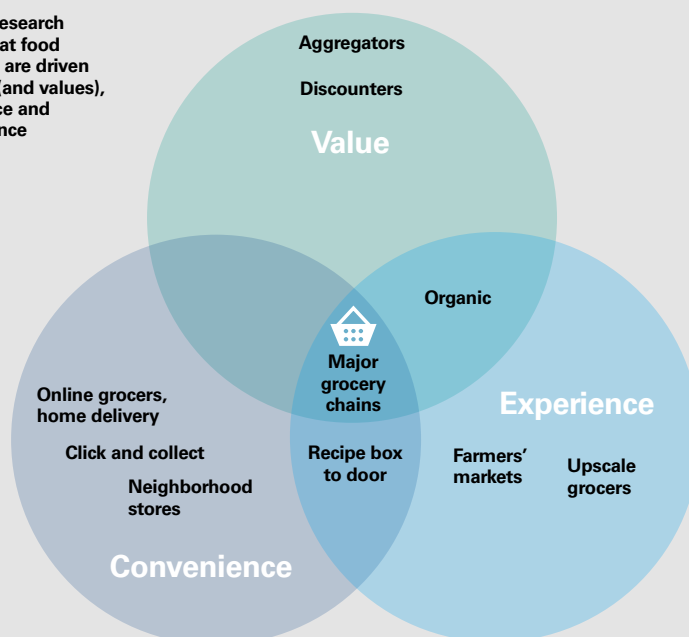 esearch
at food
are driven
(and values),
ce and
nce
Aggregators
Discounters
Value
Organic
Major
grocery
chains
Experience
Online grocers,
home delivery
Click and collect
Neighborhood
stores
Recipe box
to door
Farmers’
markets
Upscale
grocers
Convenience